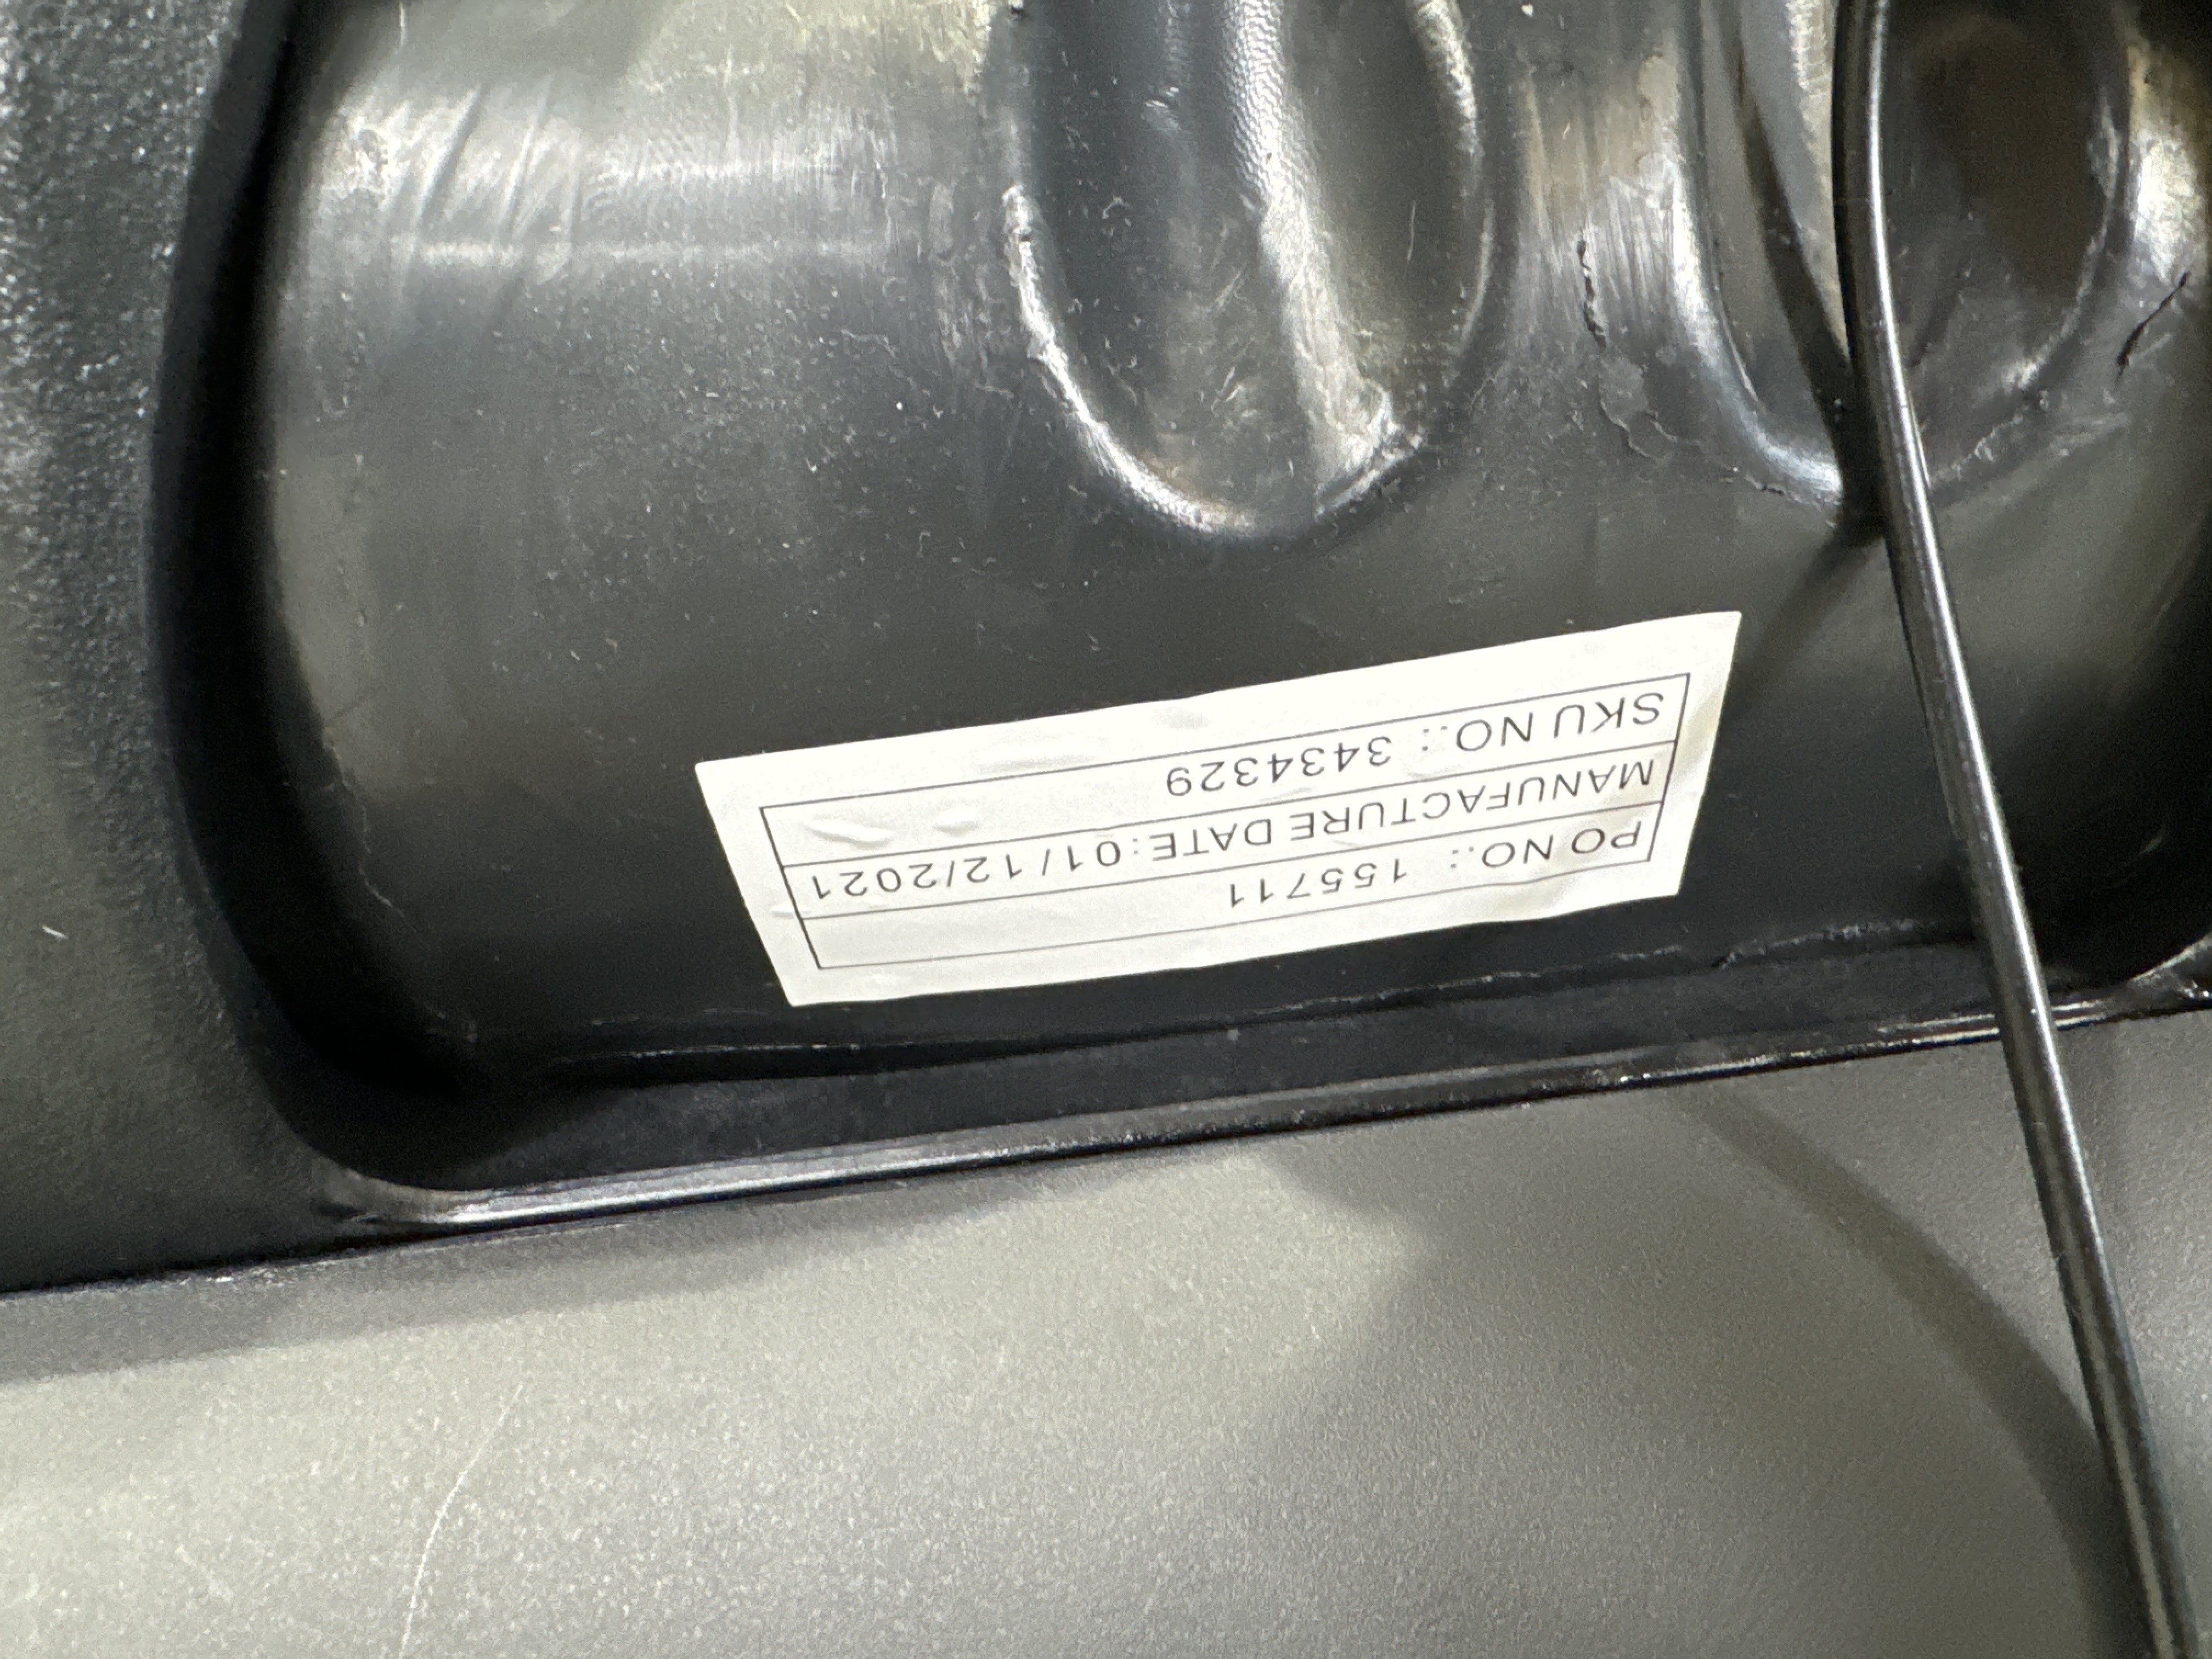 SKU NO.: 3434329
MANUFACTURE DATE:01/12/2021
PO NO.: 155711